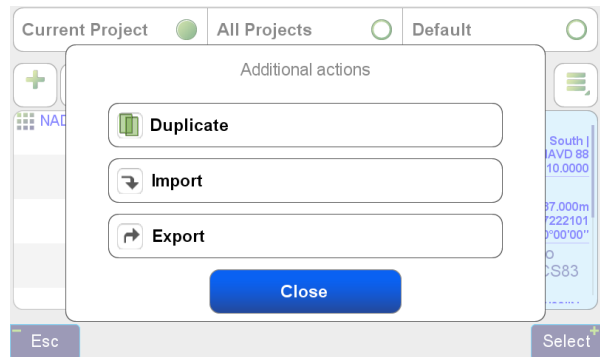 Current Project All Projects Default
Additional actions
NAD
Duplicate
South |
NAVD 88
10.0000
Import
37.000m
7222101
0°00'00"
Export
CS83
Close
Esc Select